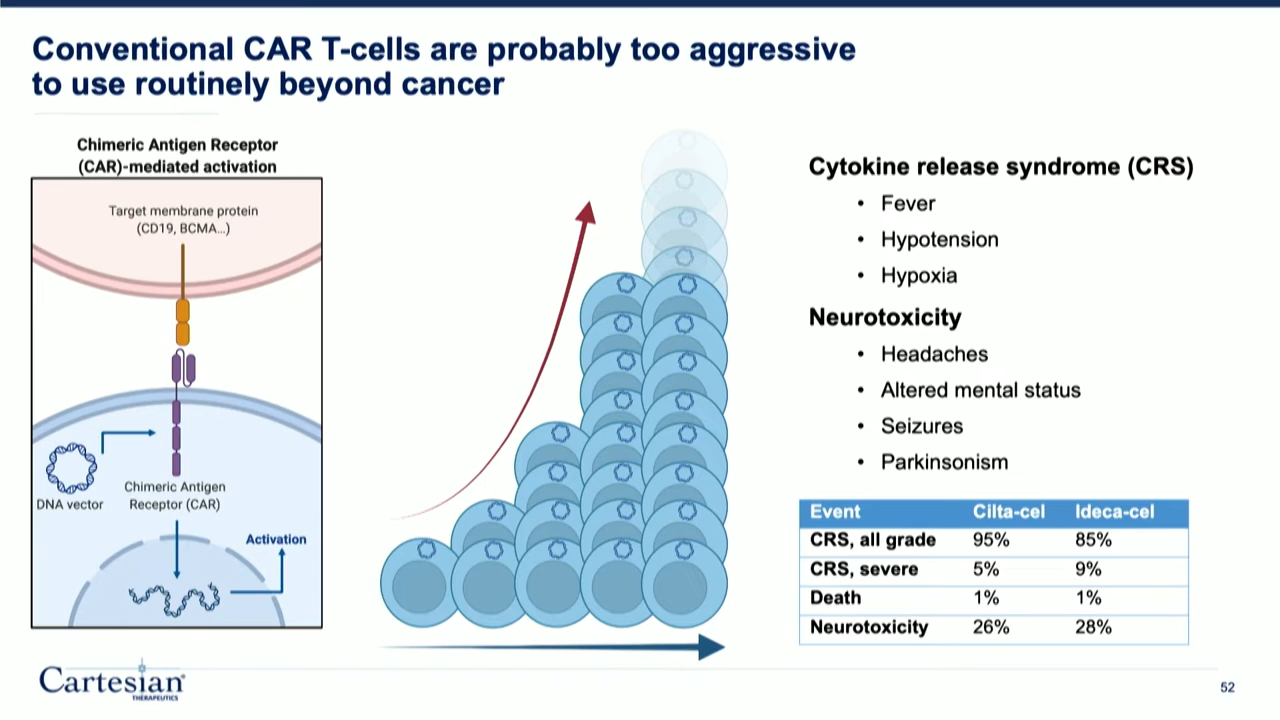 Conventional CAR T-cells are probably too aggressive
to use routinely beyond cancer
Chimeric Antigen Receptor
(CAR)-mediated activation
Target membrane protein
(CD19, BCMA...)
DNA vector
Chimeric Antigen
Receptor (CAR)
Activation
Cytokine release syndrome (CRS)
• Fever
• Hypotension
• Hypoxia
Neurotoxicity
• Headaches
• Altered mental status
• Seizures
• Parkinsonism
Event Cilta-cel Ideca-cel
CRS, all grade 95% 85%
CRS, severe 5% 9%
Death 1% 1%
Neurotoxicity 26% 28%
Cartesian
THERAPEUTICS
52